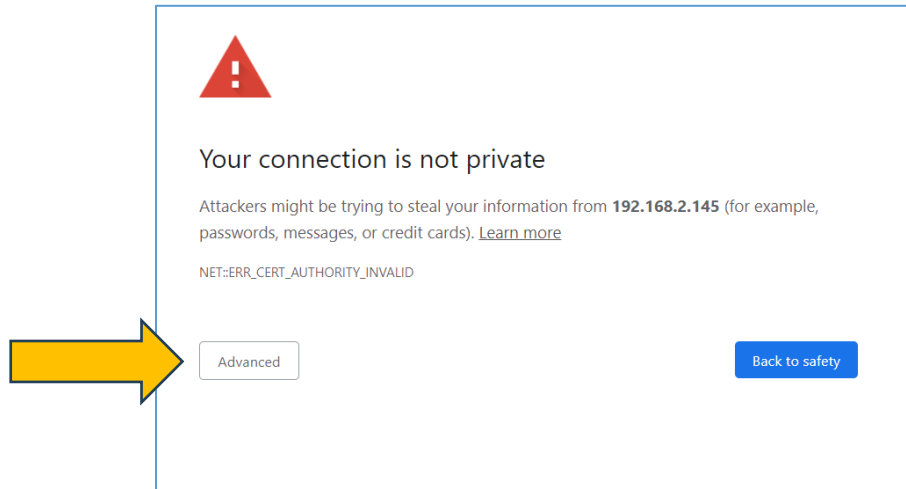 Your connection is not private
Attackers might be trying to steal your information from 192.168.2.145 (for example,
passwords, messages, or credit cards). Learn more
NET::ERR_CERT_AUTHORITY_INVALID
Advanced
Back to safety